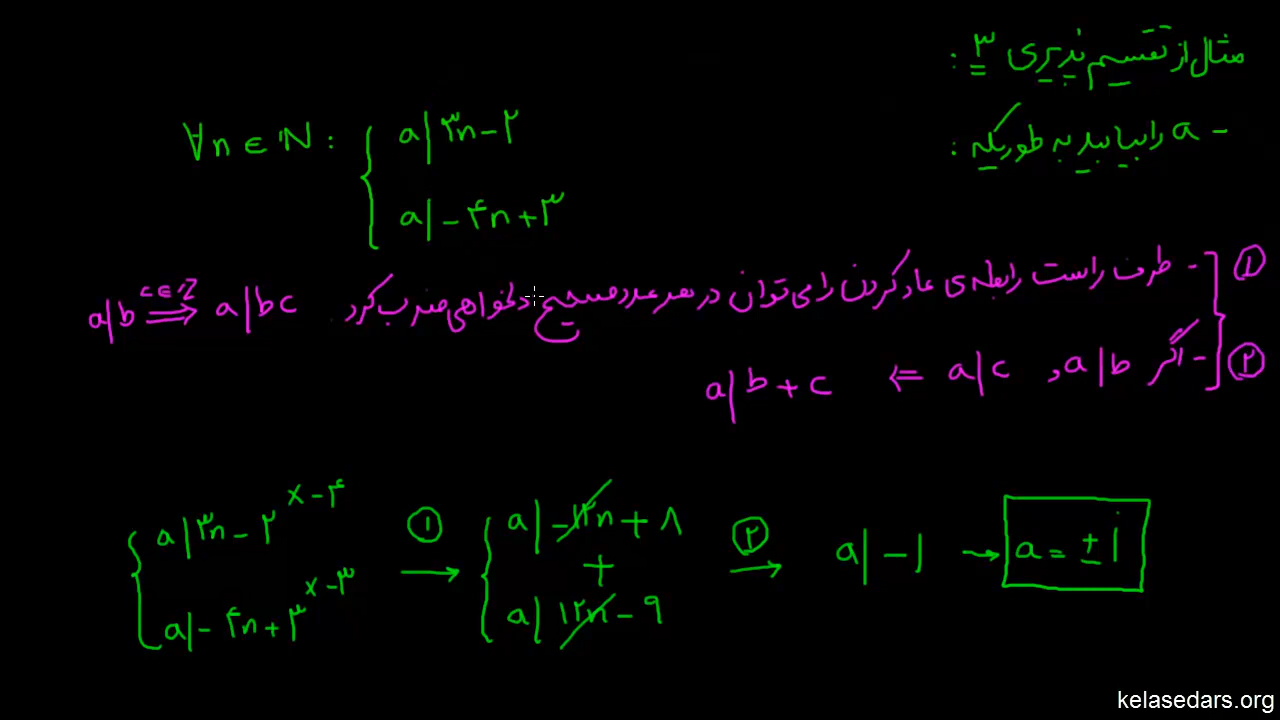 مثال از تقسیم پذیری ۳ :
- a را بیابید به طوریکه :
∀n ∈ ℕ : { a|۳n-۲
a|-۴n+۳
① - طرف راست رابطه‌ی عاد کردن را می توان در هر عدد صحیح دلخواهی ضرب کرد a|b =c∈ℤ⇒ a|bc
② - اگر a|b و a|c ⇐ a|b+c
{ a|۳n-۲ ×-۴ ① → { a|-۱۲n+۸ + ② → a|-۱ → a=±۱
a|-۴n+۳ ×-۳ a|۱۲n-۹
kelasedars.org